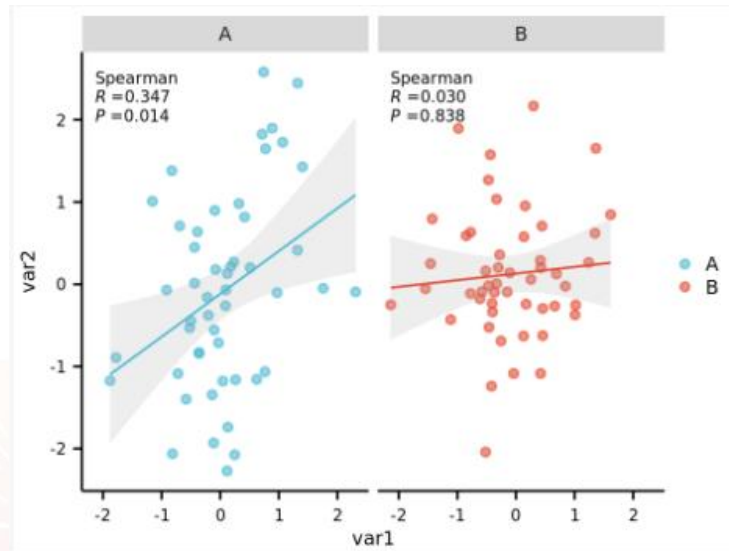 A
B
Spearman
R =0.347
P =0.014
Spearman
R =0.030
P =0.838
var2
2
1
0
-1
-2
A
B
-2
-1
0
1
2
-2
-1
0
1
2
var1